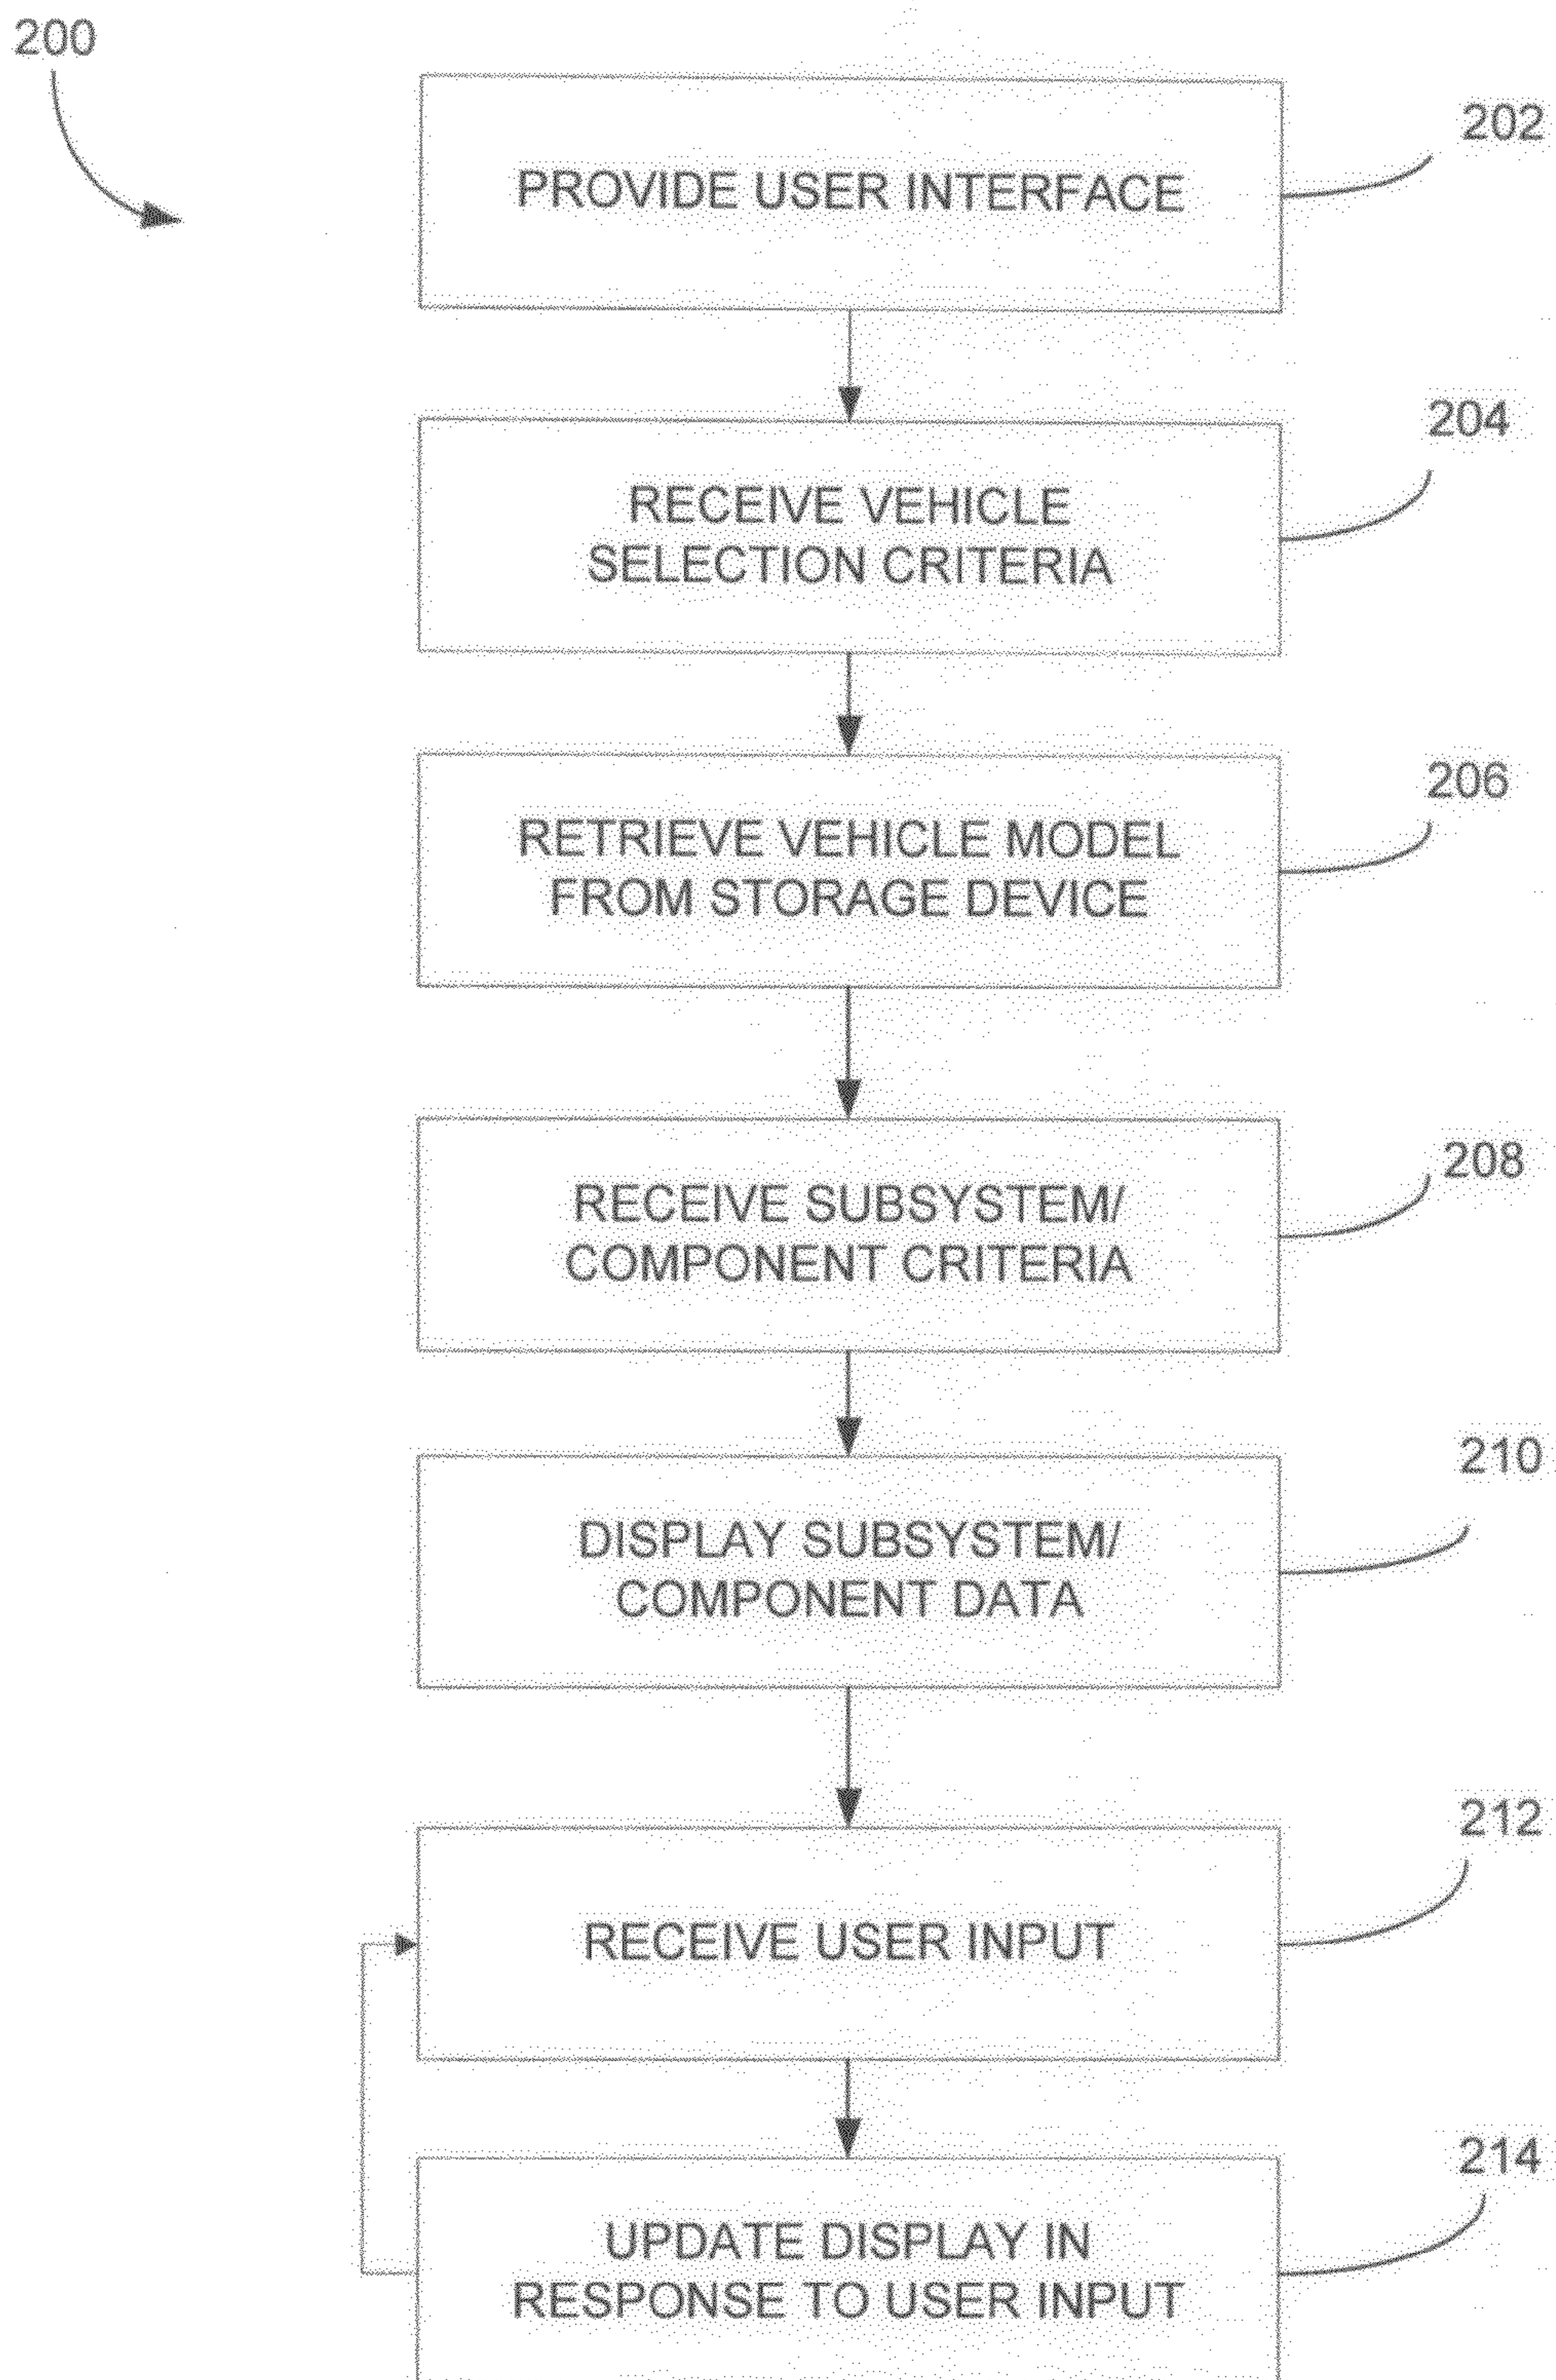 200
202
PROVIDE USER INTERFACE
204
RECEIVE VEHICLE
SELECTION CRITERIA
206
RETRIEVE VEHICLE MODEL
FROM STORAGE DEVICE
208
RECEIVE SUBSYSTEM/
COMPONENT CRITERIA
210
DISPLAY SUBSYSTEM/
COMPONENT DATA
212
RECEIVE USER INPUT
214
UPDATE DISPLAY IN
RESPONSE TO USER INPUT